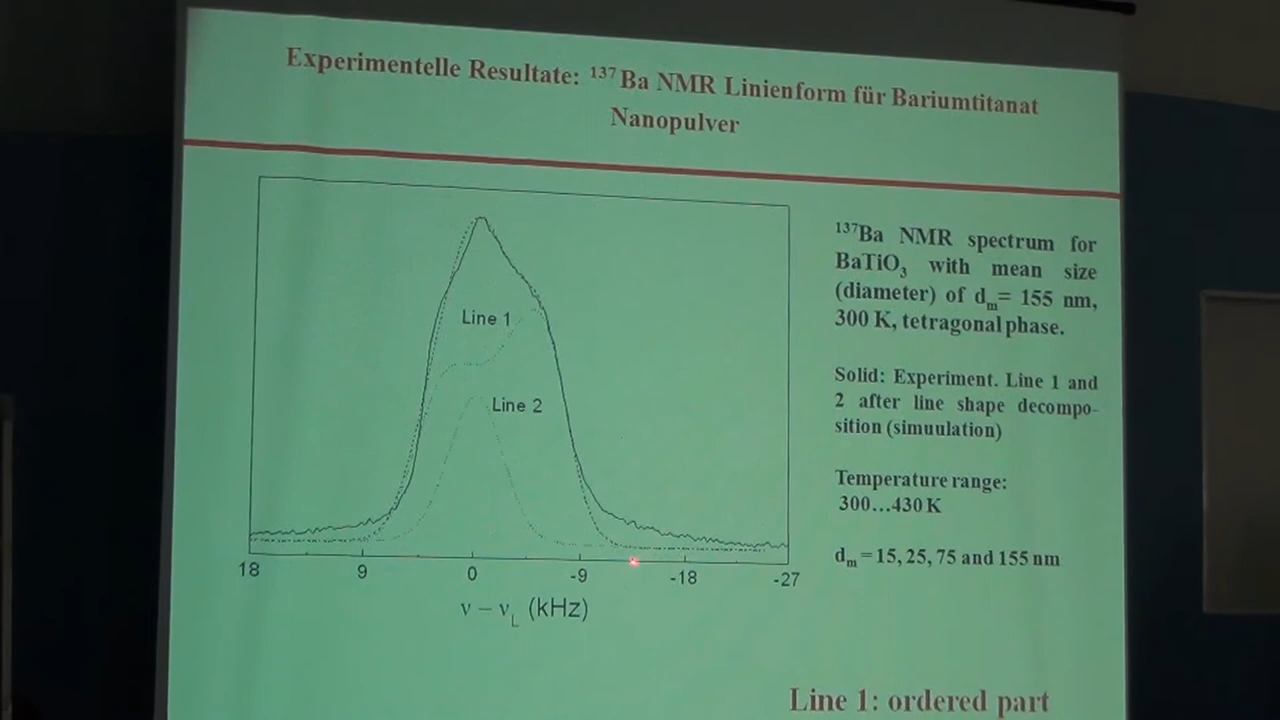 Experimentelle Resultate: ¹³⁷Ba NMR Linienform für Bariumtitanat
Nanopulver
Line 1
Line 2
18 9 0 -9 -18 -27
ν – ν_L (kHz)
¹³⁷Ba NMR spectrum for
BaTiO₃ with mean size
(diameter) of dₘ= 155 nm,
300 K, tetragonal phase.
Solid: Experiment. Line 1 and
2 after line shape decompo-
sition (simuulation)
Temperature range:
300…430 K
dₘ = 15, 25, 75 and 155 nm
Line 1: ordered part